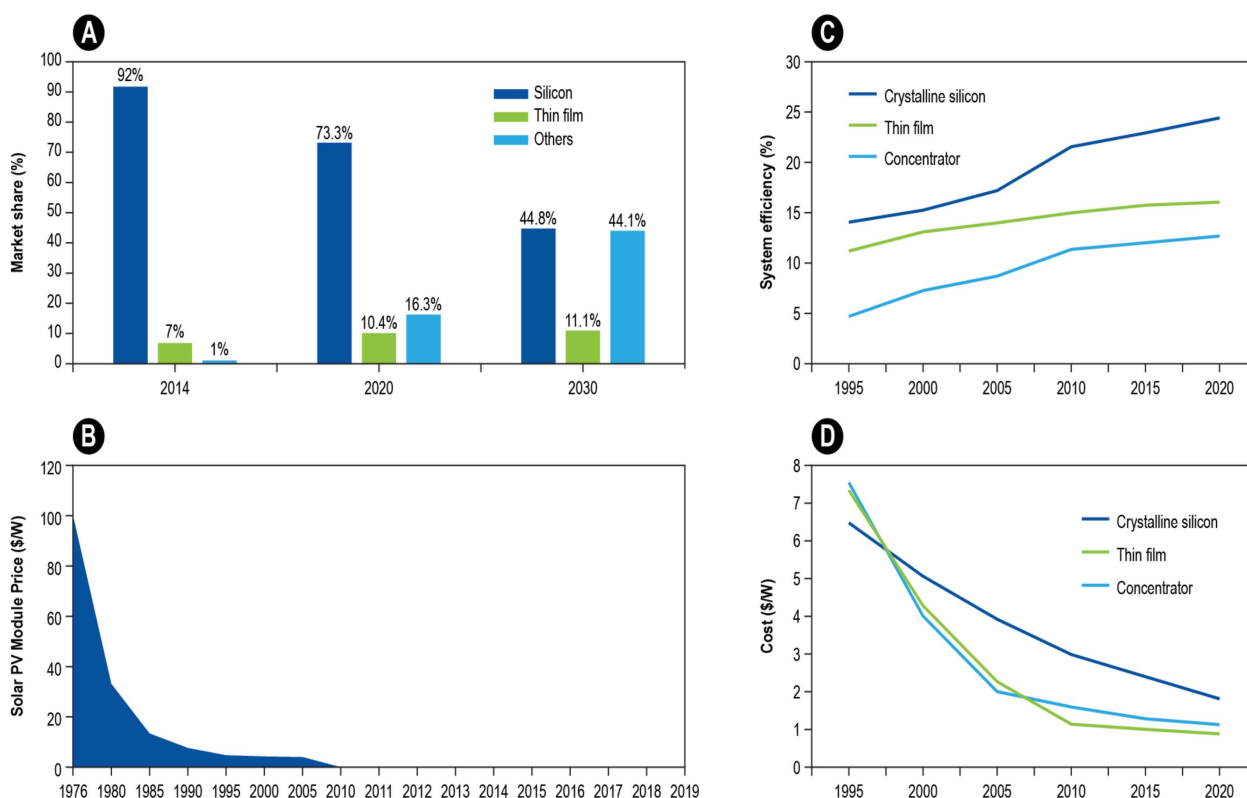 A
Market share (%)
100
90
80
70
60
50
40
30
20
10
0
92%
7%
1%
73.3%
10.4%
16.3%
44.8%
11.1%
44.1%
Silicon
Thin film
Others
2014 2020 2030
B
Solar PV Module Price ($/W)
120
100
80
60
40
20
0
1976 1980 1985 1990 1995 2000 2005 2010 2011 2012 2013 2014 2015 2016 2017 2018 2019
C
System efficiency (%)
30
25
20
15
10
5
0
Crystalline silicon
Thin film
Concentrator
1995 2000 2005 2010 2015 2020
D
Cost ($/W)
8
7
6
5
4
3
2
1
0
Crystalline silicon
Thin film
Concentrator
1995 2000 2005 2010 2015 2020